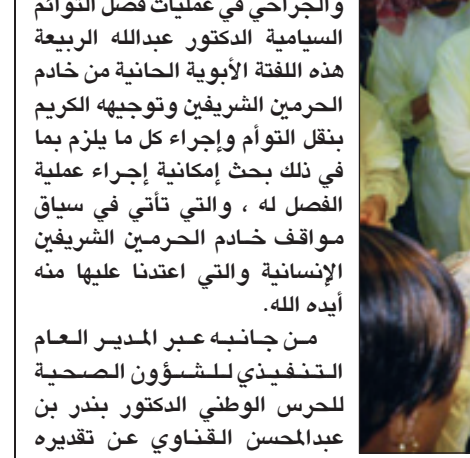 والجراحي في عمليات فصل التوائم
السيامية الدكتور عبدالله الربيعة
هذه اللفتة الأبوية الحانية من خادم
الحرمين الشريفين وتوجيهه الكريم
بنقل التوأم وإجراء كل ما يلزم بما
في ذلك بحث إمكانية إجراء عملية
الفصل له ، والتي تأتي في سياق
مواقف خادم الحرمين الشريفين
الإنسانية والتي اعتدنا عليها منه
أيده الله.
من جانبه عبر المدير العام
التنفيذي للشؤون الصحية
للحرس الوطني الدكتور بندر بن
عبدالمحسن القناوي عن تقديره